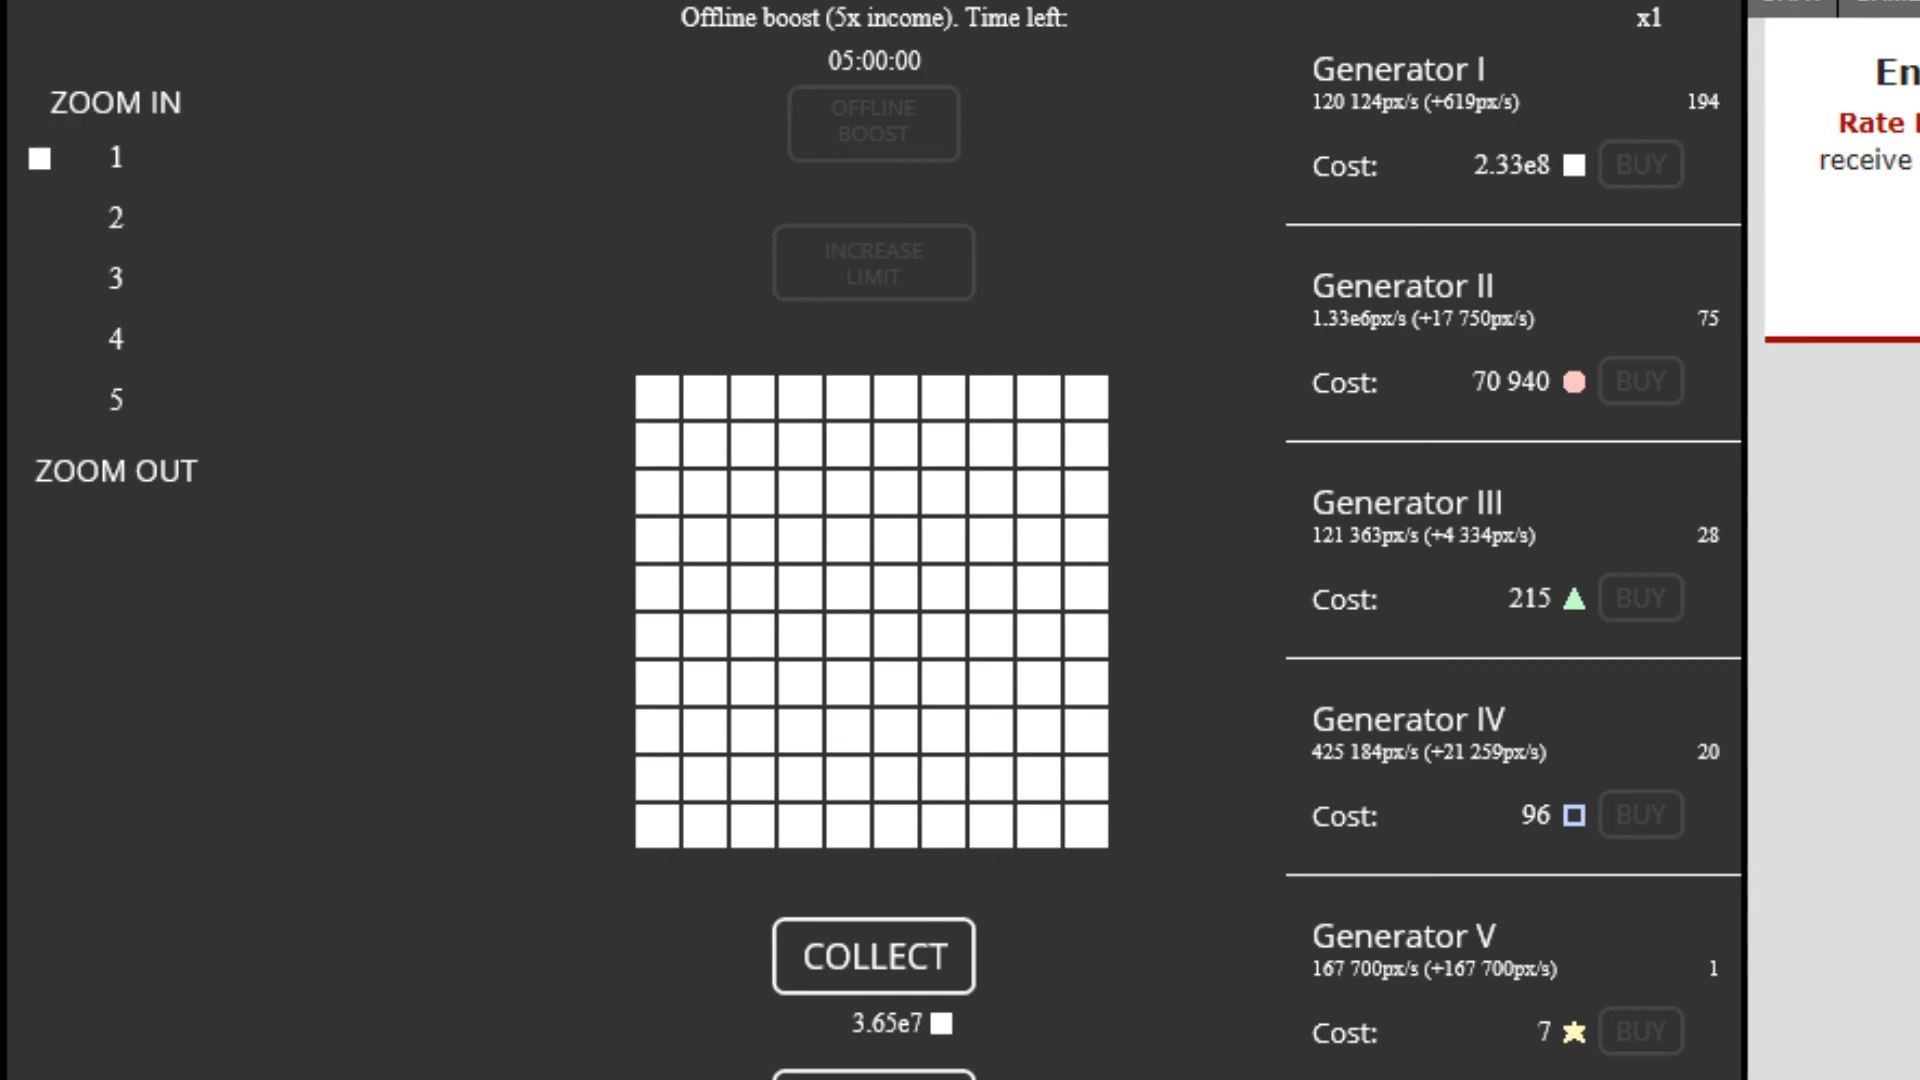 Offline boost (5x income). Time left:
05:00:00
OFFLINE
BOOST
INCREASE
LIMIT
ZOOM IN
1
2
3
4
5
ZOOM OUT
COLLECT
3.65e7
x1
Generator I
120 124px/s (+619px/s) 194
Cost: 2.33e8 BUY
Generator II
1.33e6px/s (+17 750px/s) 75
Cost: 70 940 BUY
Generator III
121 363px/s (+4 334px/s) 28
Cost: 215 BUY
Generator IV
425 184px/s (+21 259px/s) 20
Cost: 96 BUY
Generator V
167 700px/s (+167 700px/s) 1
Cost: 7 BUY
En
Rate
receive